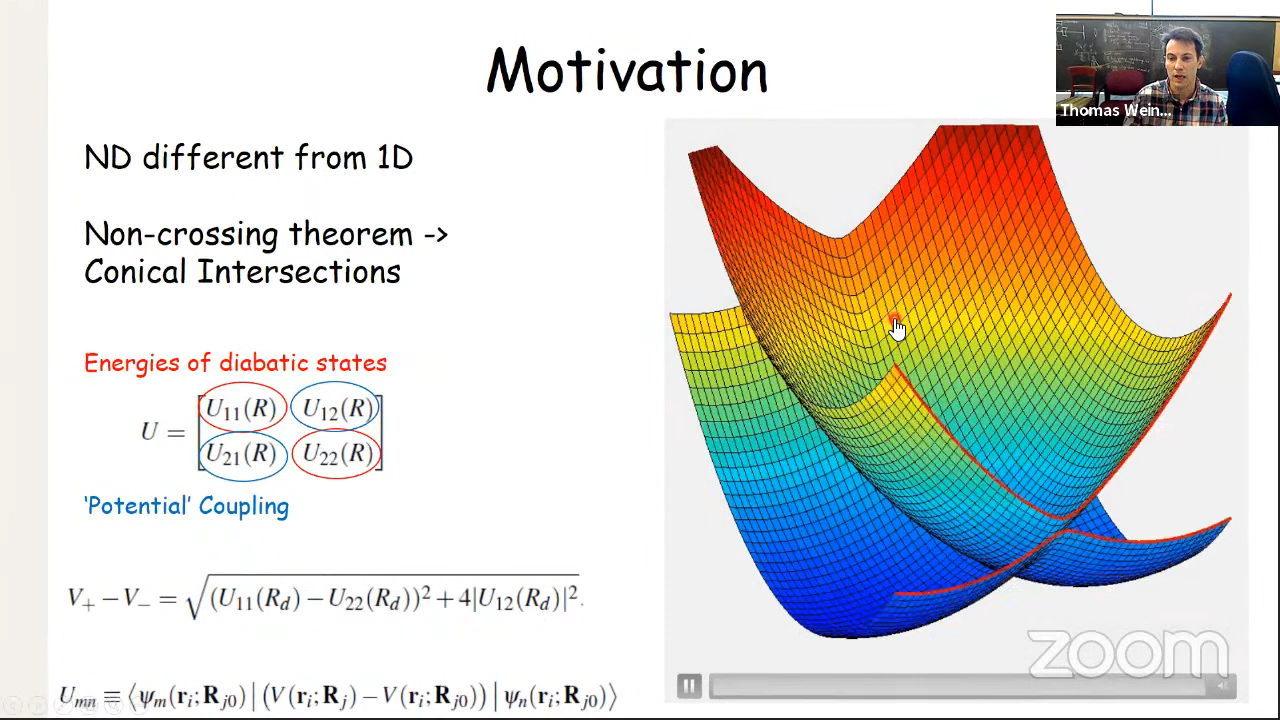 Motivation
Thomas Wein...
ND different from 1D
Non-crossing theorem ->
Conical Intersections
Energies of diabatic states
U = [U₁₁(R) U₁₂(R)
U₂₁(R) U₂₂(R)]
‘Potential’ Coupling
V₊ − V₋ = √(U₁₁(R_d) − U₂₂(R_d))² + 4|U₁₂(R_d)|².
U_mn ≡ ⟨ψ_m(r_i;R_j0)|(V(r_i;R_j) − V(r_i;R_j0))|ψ_n(r_i;R_j0)⟩
zoom